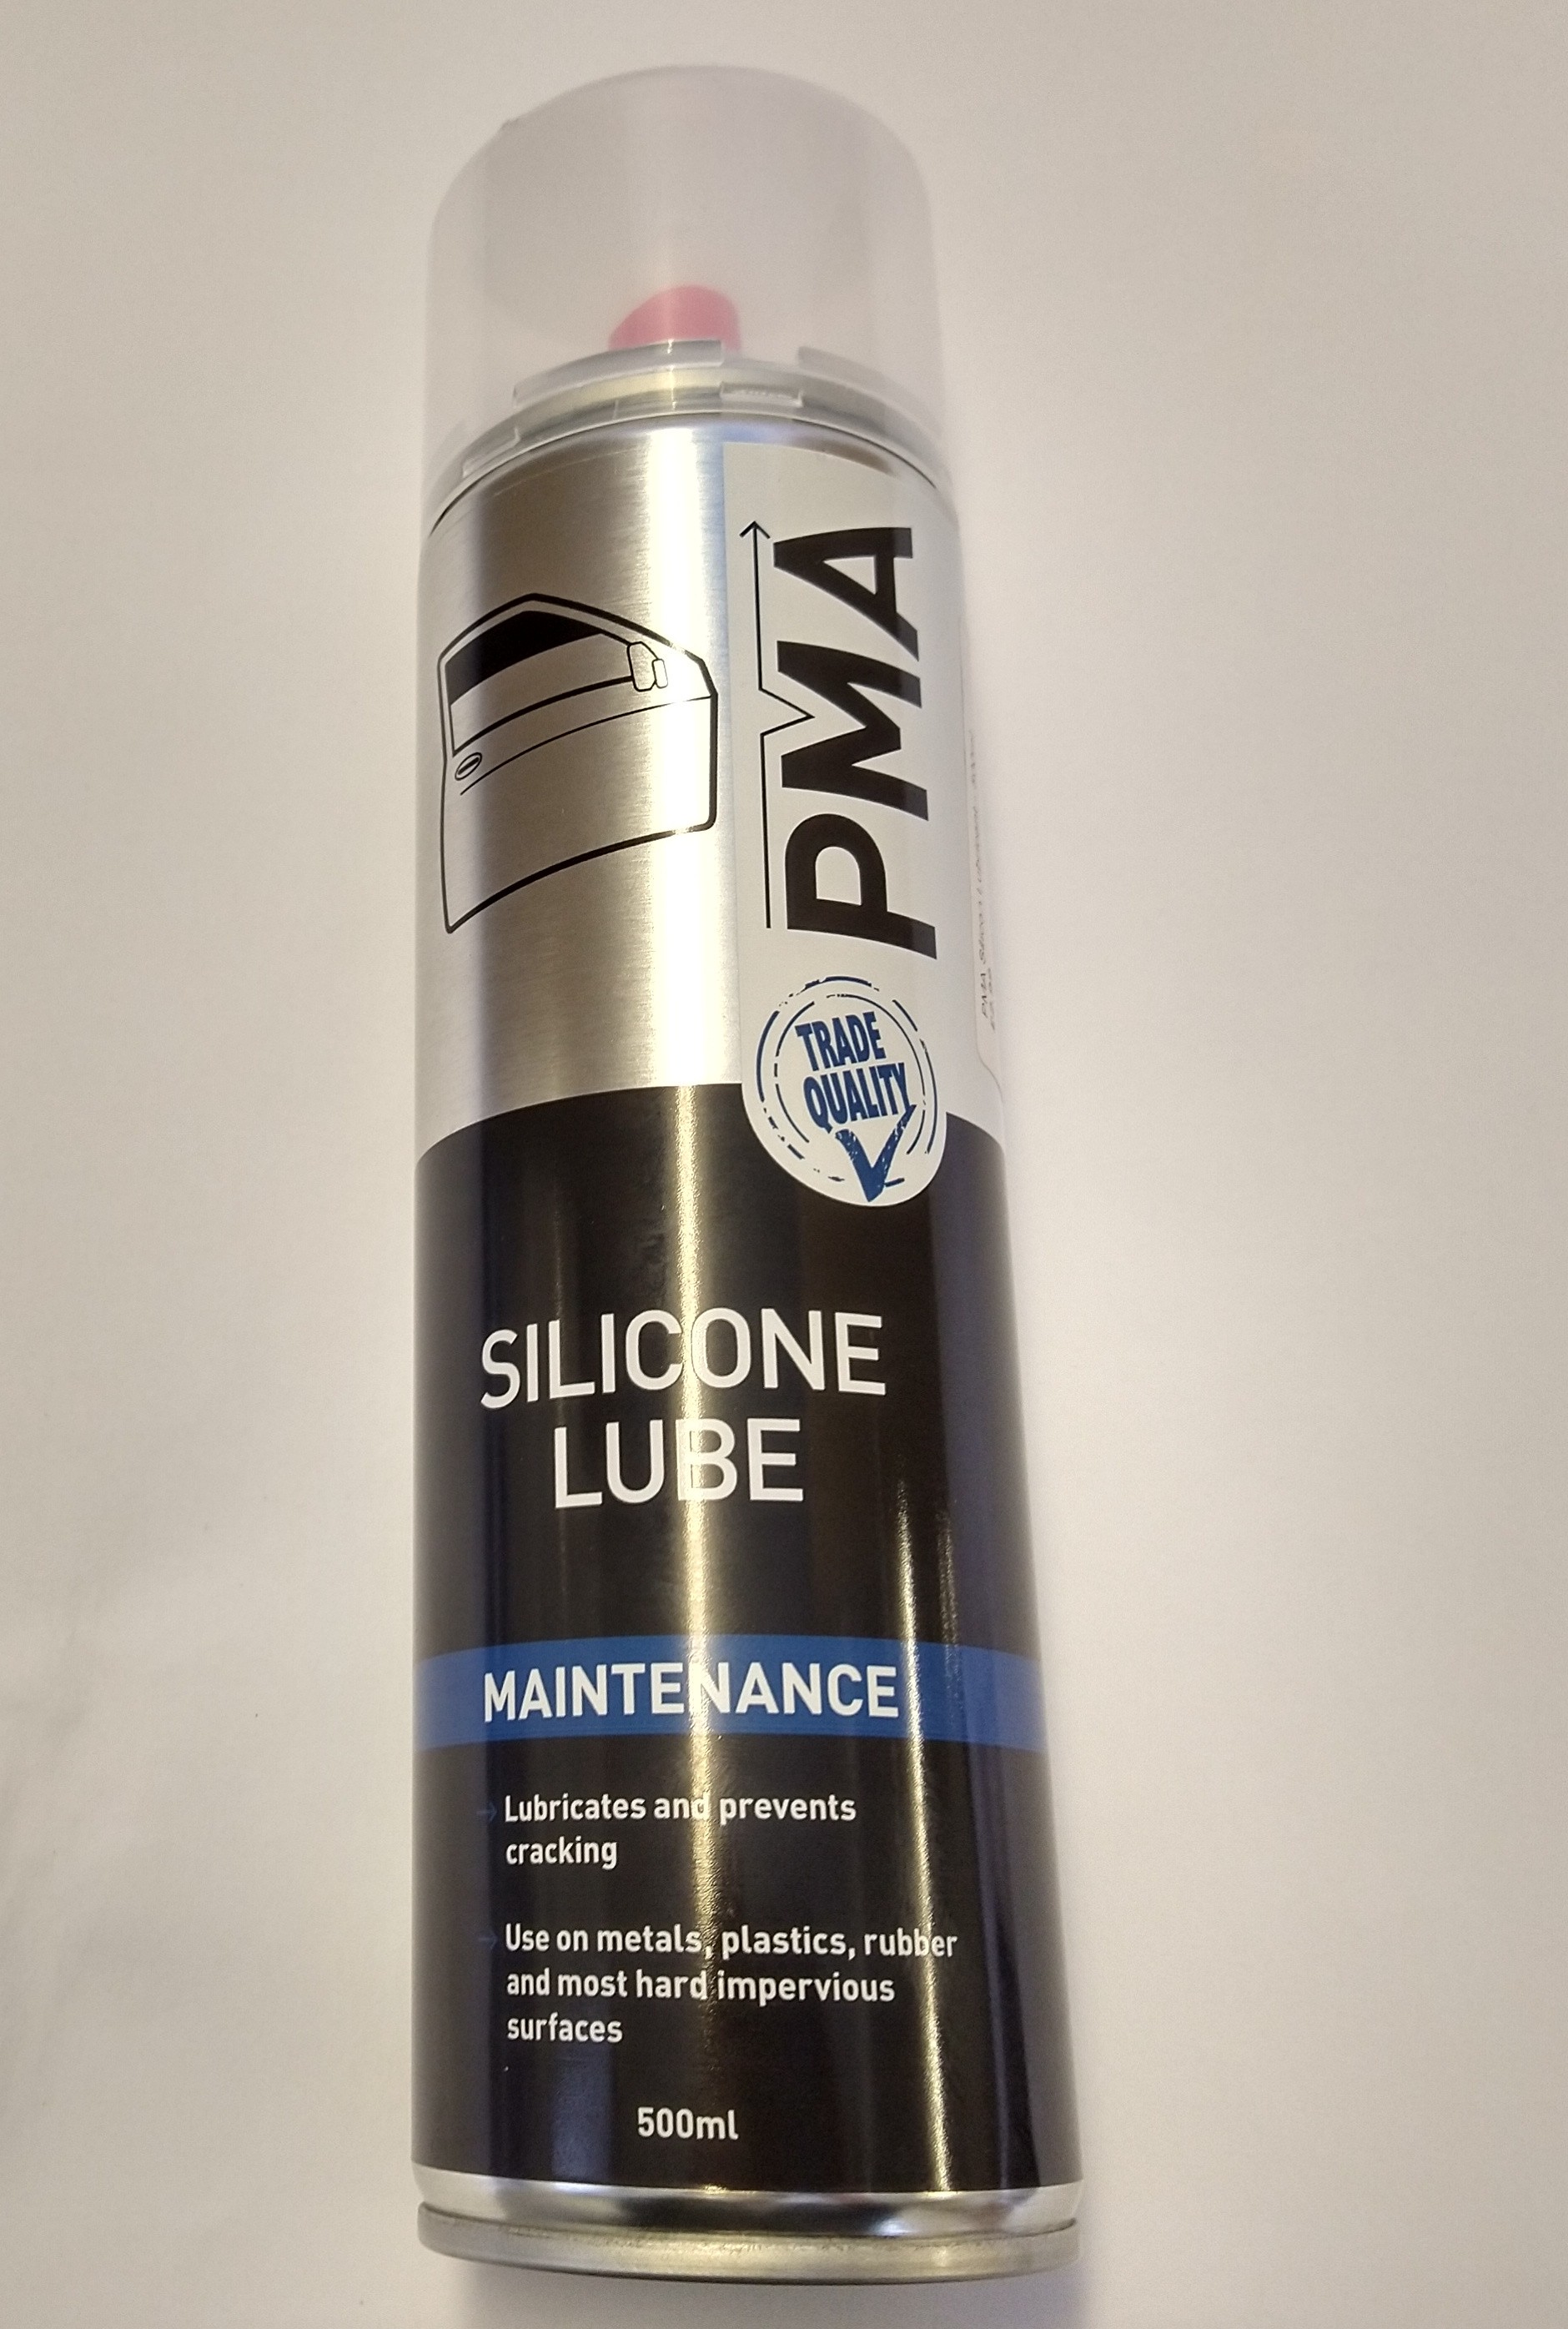 PMA
TRADE
QUALITY
SILICONE
LUBE
MAINTENANCE
Lubricates and prevents
cracking
Use on metals, plastics, rubber
and most hard impervious
surfaces
500ml